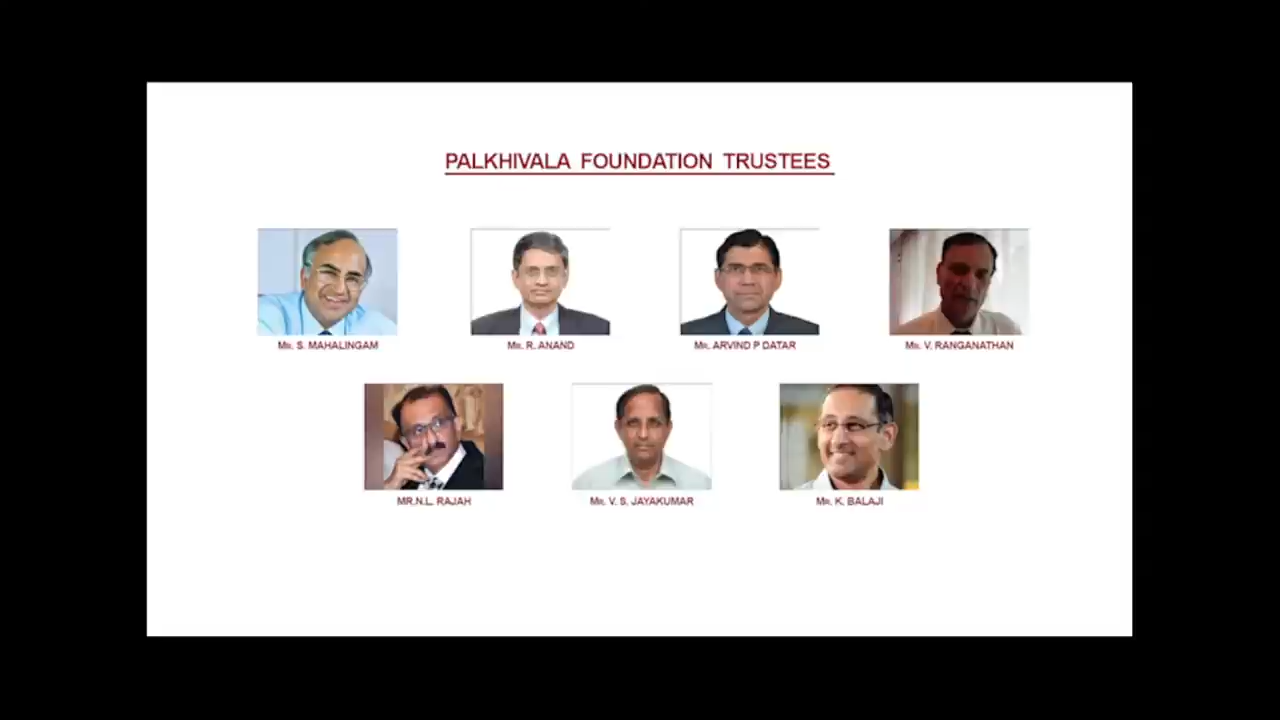 PALKHIVALA FOUNDATION TRUSTEES
MR. S. MAHALINGAM
MR. R. ANAND
MR. ARVIND P DATAR
MR. V. RANGANATHAN
MR.N.L. RAJAH
MR. V. S. JAYAKUMAR
MR. K. BALAJI